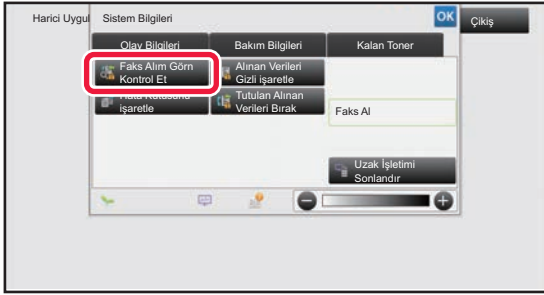 Harici Uygul
Sistem Bilgileri
OK
Çikiş
Olay Bilgileri
Bakım Bilgileri
Kalan Toner
Faks Alım Görn
Kontrol Et
Alınan Verileri
Gizli işaretle
işaretle
Tutulan Alınan
Verileri Bırak
Faks Al
Uzak İşletimi
Sonlandır